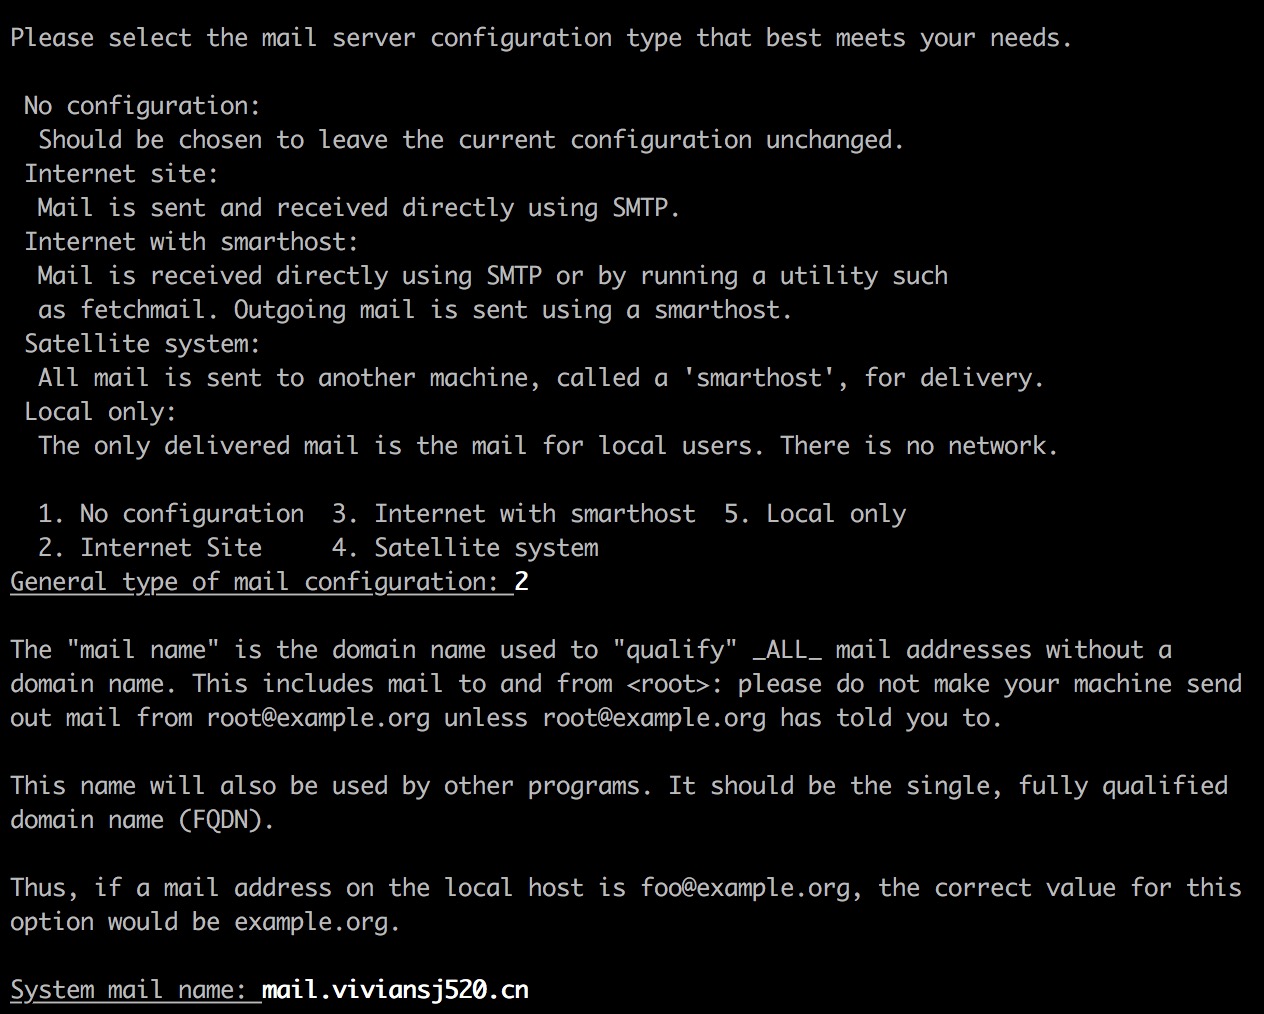 Please select the mail server configuration type that best meets your needs.
No configuration:
Should be chosen to leave the current configuration unchanged.
Internet site:
Mail is sent and received directly using SMTP.
Internet with smarthost:
Mail is received directly using SMTP or by running a utility such
as fetchmail. Outgoing mail is sent using a smarthost.
Satellite system:
All mail is sent to another machine, called a 'smarthost', for delivery.
Local only:
The only delivered mail is the mail for local users. There is no network.
1. No configuration  3. Internet with smarthost  5. Local only
2. Internet Site     4. Satellite system
General type of mail configuration: 2
The "mail name" is the domain name used to "qualify" _ALL_ mail addresses without a
domain name. This includes mail to and from <root>: please do not make your machine send
out mail from root@example.org unless root@example.org has told you to.
This name will also be used by other programs. It should be the single, fully qualified
domain name (FQDN).
Thus, if a mail address on the local host is foo@example.org, the correct value for this
option would be example.org.
System mail name: mail.viviansj520.cn